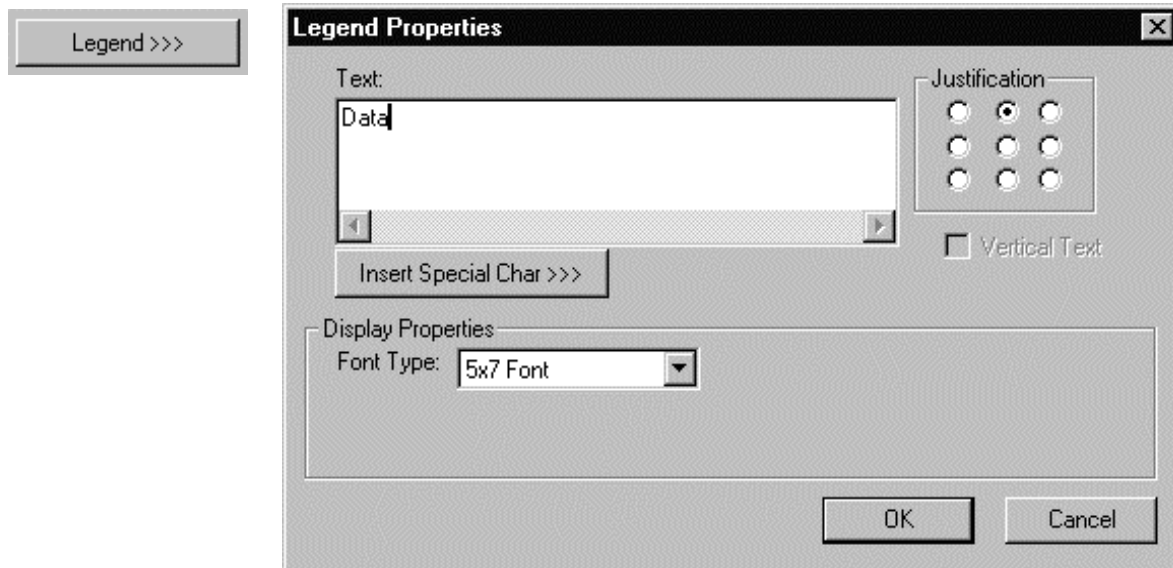 Legend >>>
Legend Properties
Text:
Data
Insert Special Char >>>
Justification
Vertical Text
Display Properties
Font Type:
5x7 Font
OK
Cancel